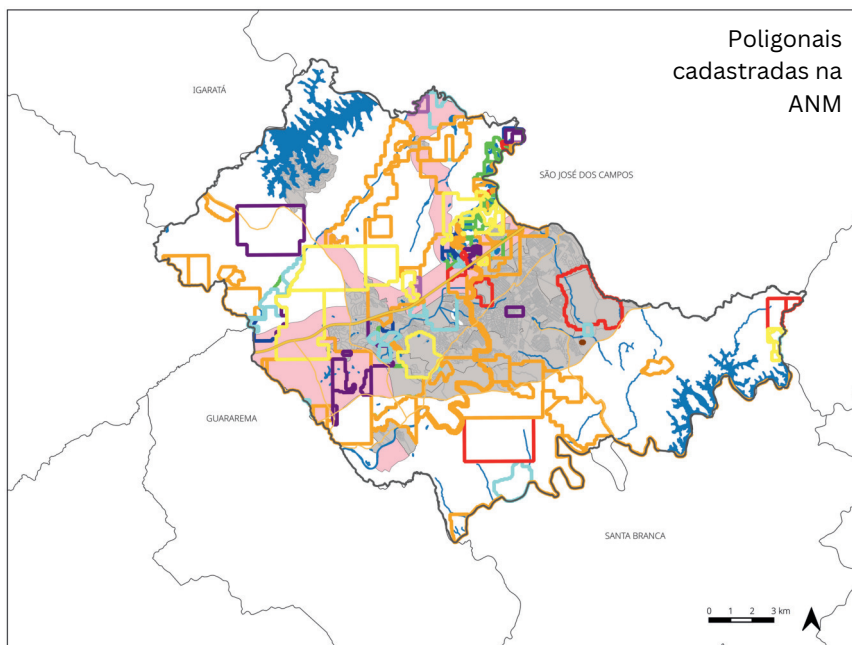 Poligonais
cadastradas na
ANM
IGARATÁ
SÃO JOSÉ DOS CAMPOS
GUARAREMA
SANTA BRANCA
0 1 2 3 km